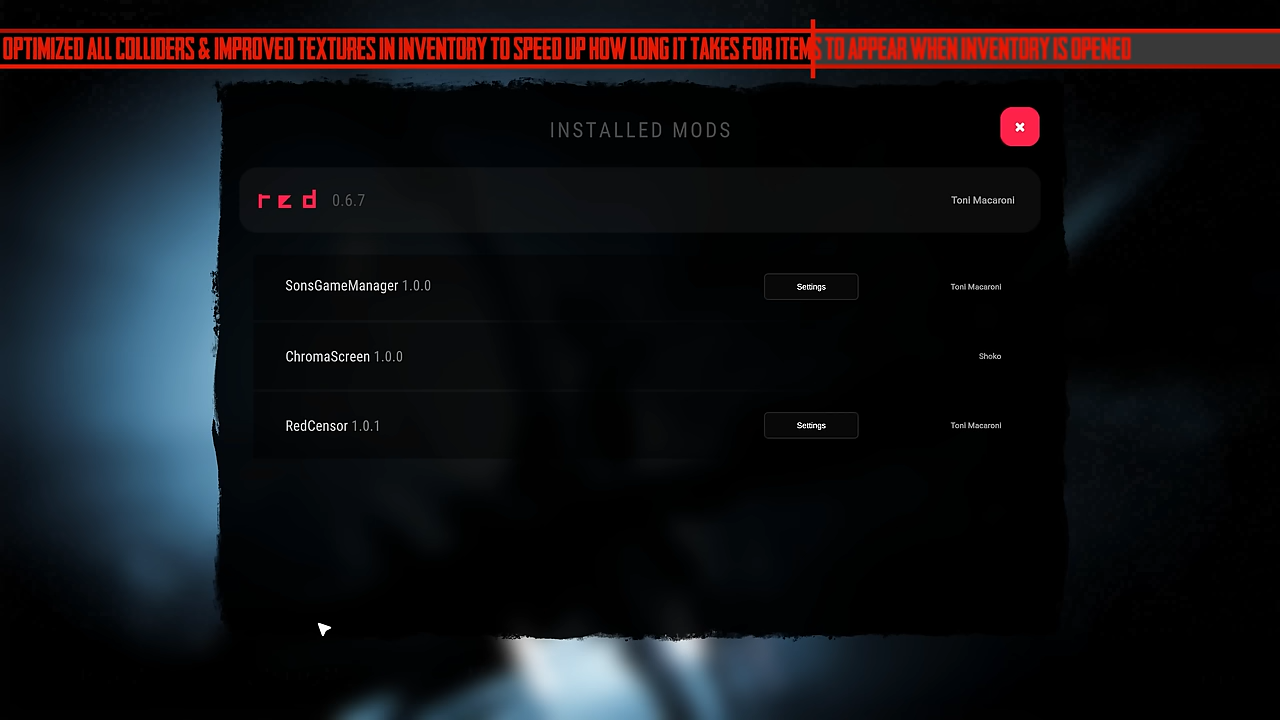 OPTIMIZED ALL COLLIDERS & IMPROVED TEXTURES IN INVENTORY TO SPEED UP HOW LONG IT TAKES FOR ITEMS TO APPEAR WHEN INVENTORY IS OPENED
INSTALLED MODS
red 0.6.7 Toni Macaroni
SonsGameManager 1.0.0 Settings Toni Macaroni
ChromaScreen 1.0.0 Shoko
RedCensor 1.0.1 Settings Toni Macaroni